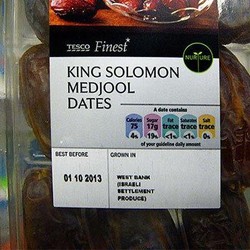 TESCO Finest*
NURTURE
KING SOLOMON
MEDJOOL
DATES
A date contains
Calories Sugar Fat Saturates Salt
75 17g trace trace trace
4% 19% <1% <1% <1%
of your guideline daily amount
BEST BEFORE GROWN IN
01 10 2013 WEST BANK
(ISRAELI
SETTLEMENT
PRODUCE)